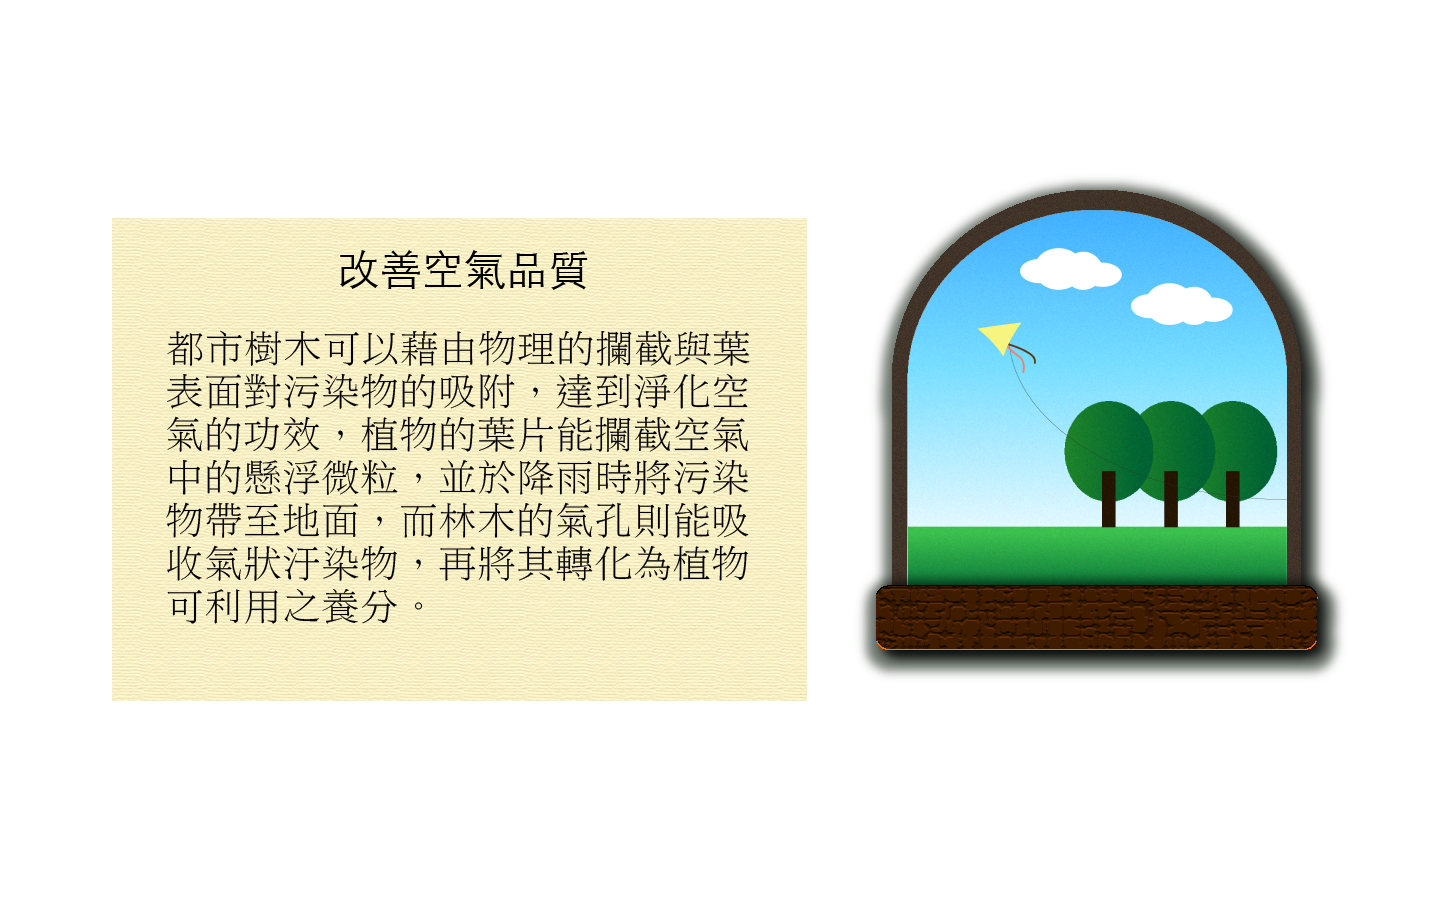 改善空氣品質
都市樹木可以藉由物理的攔截與葉
表面對污染物的吸附，達到淨化空
氣的功效，植物的葉片能攔截空氣
中的懸浮微粒，並於降雨時將污染
物帶至地面，而林木的氣孔則能吸
收氣狀汙染物，再將其轉化為植物
可利用之養分。